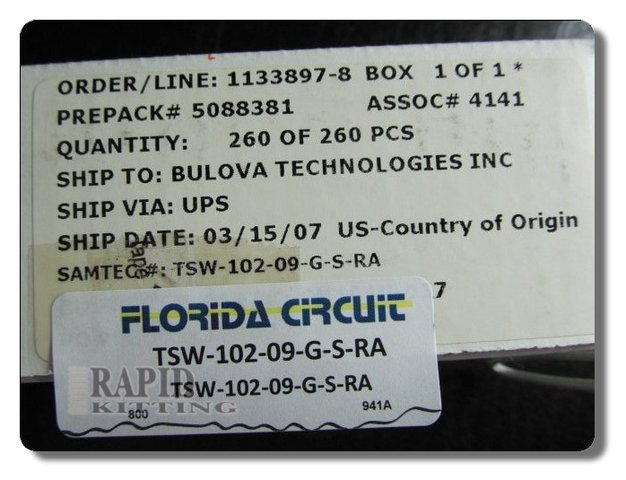 ORDER/LINE: 1133897-8 BOX 1 OF 1 *
PREPACK# 5088381 ASSOC# 4141
QUANTITY: 260 OF 260 PCS
SHIP TO: BULOVA TECHNOLOGIES INC
SHIP VIA: UPS
SHIP DATE: 03/15/07 US-Country of Origin
SAMTEC#: TSW-102-09-G-S-RA
7
FLORIDA CIRCUIT
TSW-102-09-G-S-RA
TSW-102-09-G-S-RA
RAPID
KITTING
800 941A